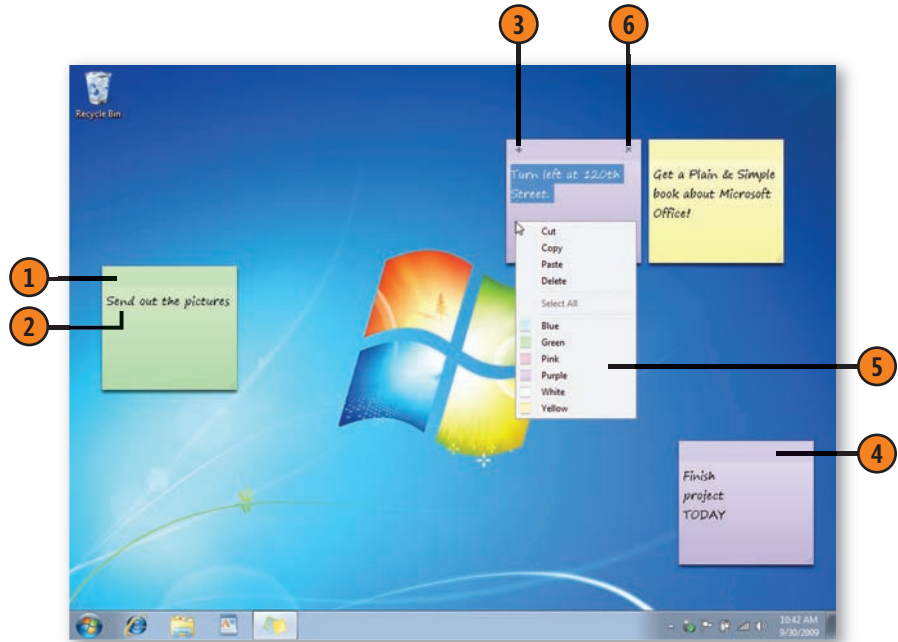 3
6
Recycle Bin
Turn left at 120th
Street.
Get a Plain & Simple
book about Microsoft
Office!
Cut
Copy
Paste
Delete
Select All
Blue
Green
Pink
Purple
White
Yellow
1
Send out the pictures
2
5
4
Finish
project
TODAY
10:42 AM
9/30/2009